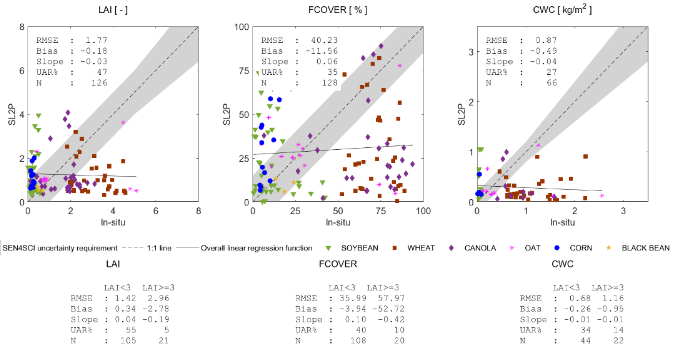 LAI [ - ]
FCOVER [ % ]
CWC [ kg/m² ]
RMSE : 1.77
Bias : -0.18
Slope : -0.03
UAR% : 47
N : 126
RMSE : 40.23
Bias : -11.56
Slope : 0.06
UAR% : 35
N : 128
RMSE : 0.87
Bias : -0.49
Slope : -0.04
UAR% : 27
N : 66
SL2P
8
6
4
2
0
0 2 4 6 8
In-situ
SL2P
100
75
50
25
0
0 25 50 75 100
In-situ
SL2P
3
2
1
0
0 1 2 3
In-situ
SEN4SCI uncertainty requirement 1:1 line Overall linear regression function SOYBEAN WHEAT CANOLA OAT CORN BLACK BEAN
LAI
LAI<3 LAI>=3
RMSE : 1.42 2.96
Bias : 0.34 -2.78
Slope : 0.04 -0.19
UAR% : 55 5
N : 105 21
FCOVER
LAI<3 LAI>=3
RMSE : 35.99 57.97
Bias : -3.94 -52.72
Slope : 0.10 -0.42
UAR% : 40 10
N : 108 20
CWC
LAI<3 LAI>=3
RMSE : 0.68 1.16
Bias : -0.26 -0.95
Slope : -0.01 -0.01
UAR% : 34 14
N : 44 22